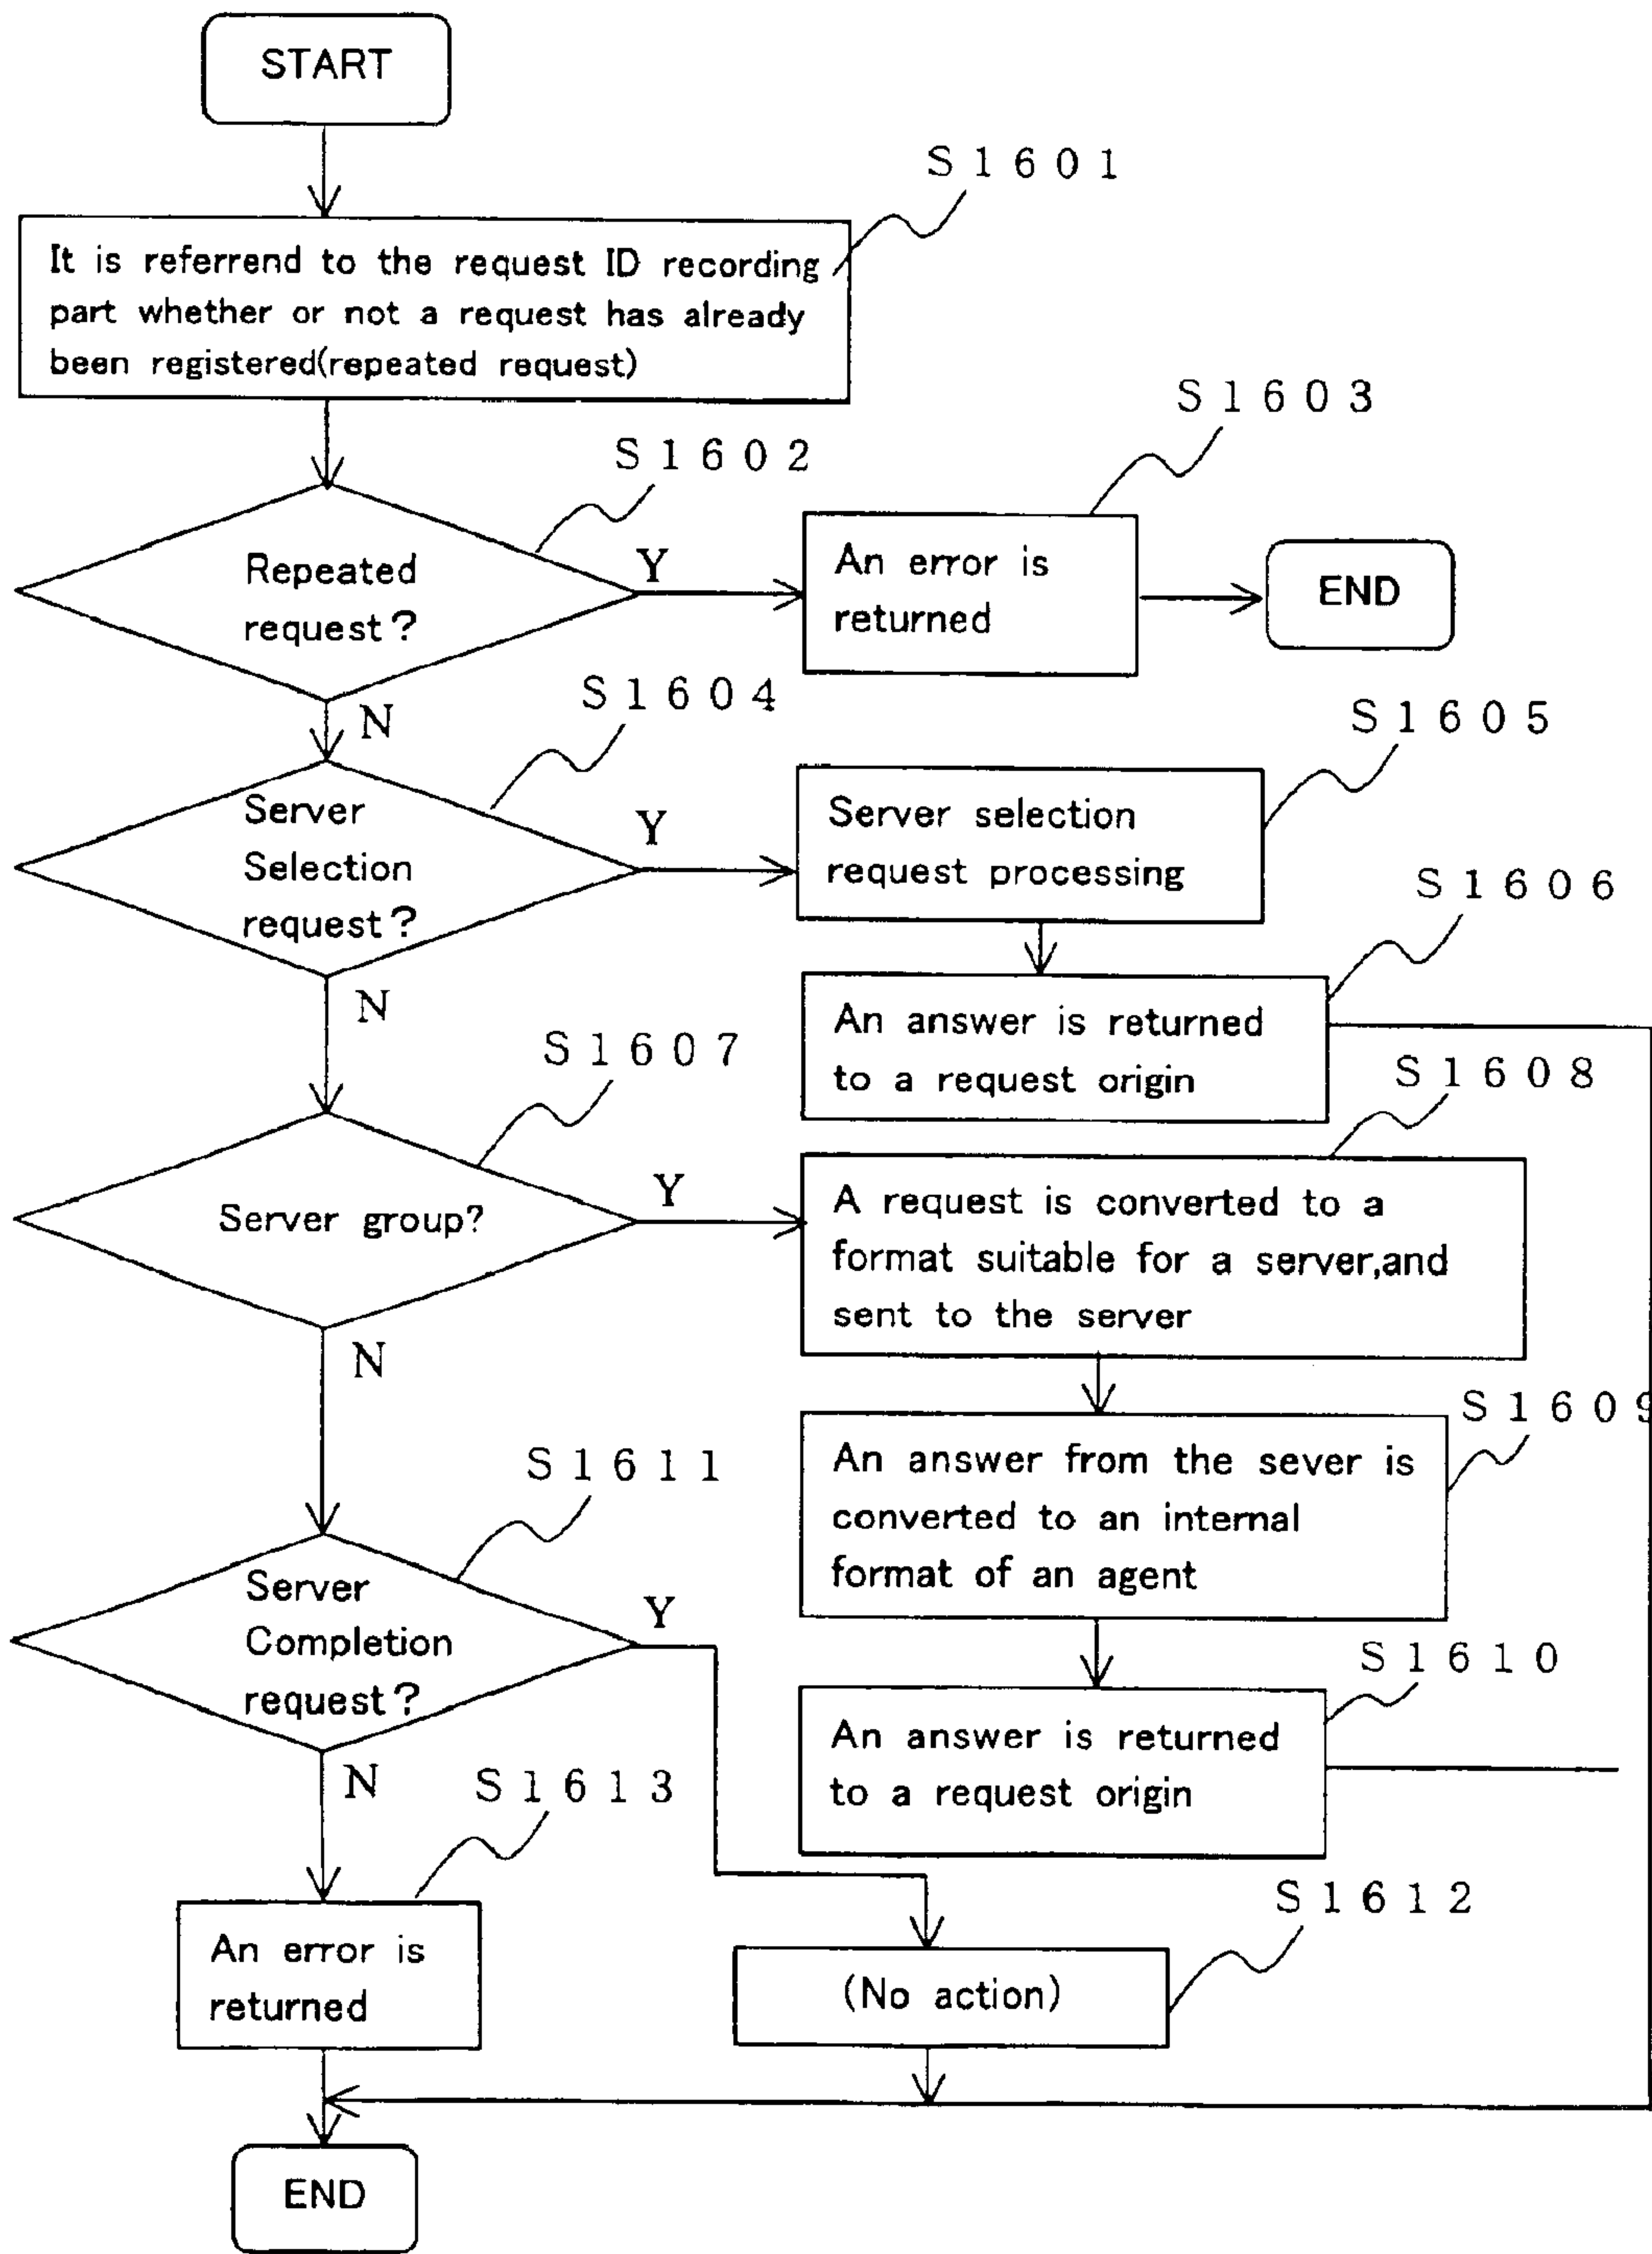 START
S1601
It is referrend to the request ID recording
part whether or not a request has already
been registered(repeated request)
S1603
S1602
Repeated
request?
Y
An error is
returned
END
N
S1604
S1605
Server
Selection
request?
Y
Server selection
request processing
S1606
N
An answer is returned
to a request origin
S1607
S1608
Server group?
Y
A request is converted to a
format suitable for a server,and
sent to the server
N
S1609
S1611
An answer from the sever is
converted to an internal
format of an agent
Server
Completion
request?
Y
S1610
An answer is returned
to a request origin
N
S1613
S1612
An error is
returned
(No action)
END